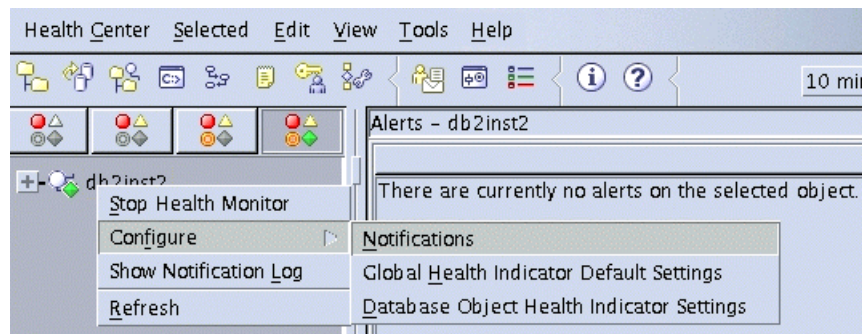 Health Center Selected Edit View Tools Help
10 min
Alerts – db2inst2
db2inst2
There are currently no alerts on the selected object.
Stop Health Monitor
Configure
Notifications
Show Notification Log
Global Health Indicator Default Settings
Refresh
Database Object Health Indicator Settings